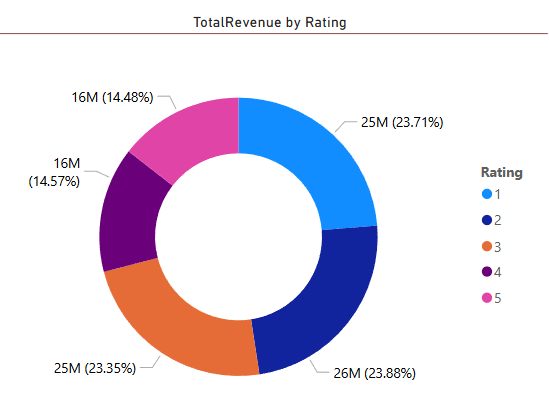 TotalRevenue by Rating
16M (14.48%)
25M (23.71%)
16M
(14.57%)
25M (23.35%)
26M (23.88%)
Rating
1
2
3
4
5